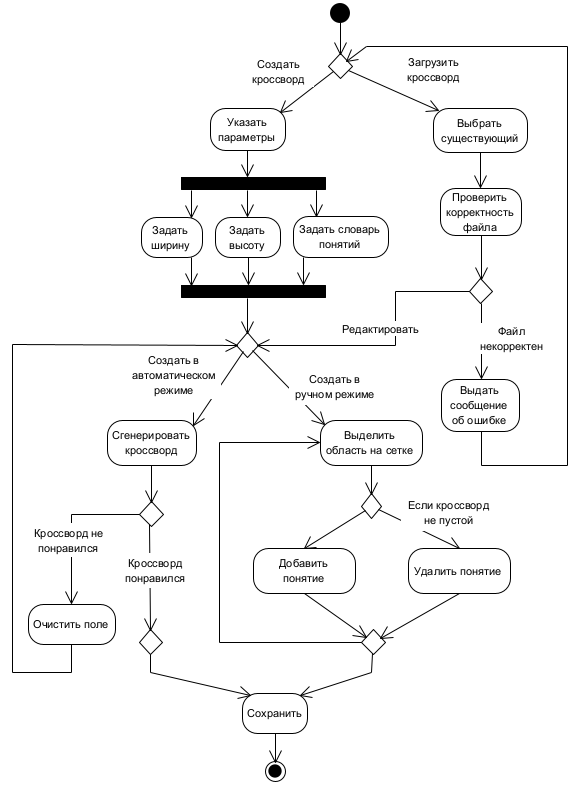 Создать
кроссворд
Загрузить
кроссворд
Указать
параметры
Выбрать
существующий
Задать
ширину
Задать
высоту
Задать словарь
понятий
Проверить
корректность
файла
Редактировать
Файл
некорректен
Создать в
автоматическом
режиме
Создать в
ручном режиме
Выдать
сообщение
об ошибке
Сгенерировать
кроссворд
Выделить
область на сетке
Если кроссворд
не пустой
Кроссворд не
понравился
Кроссворд
понравился
Добавить
понятие
Удалить понятие
Очистить поле
Сохранить